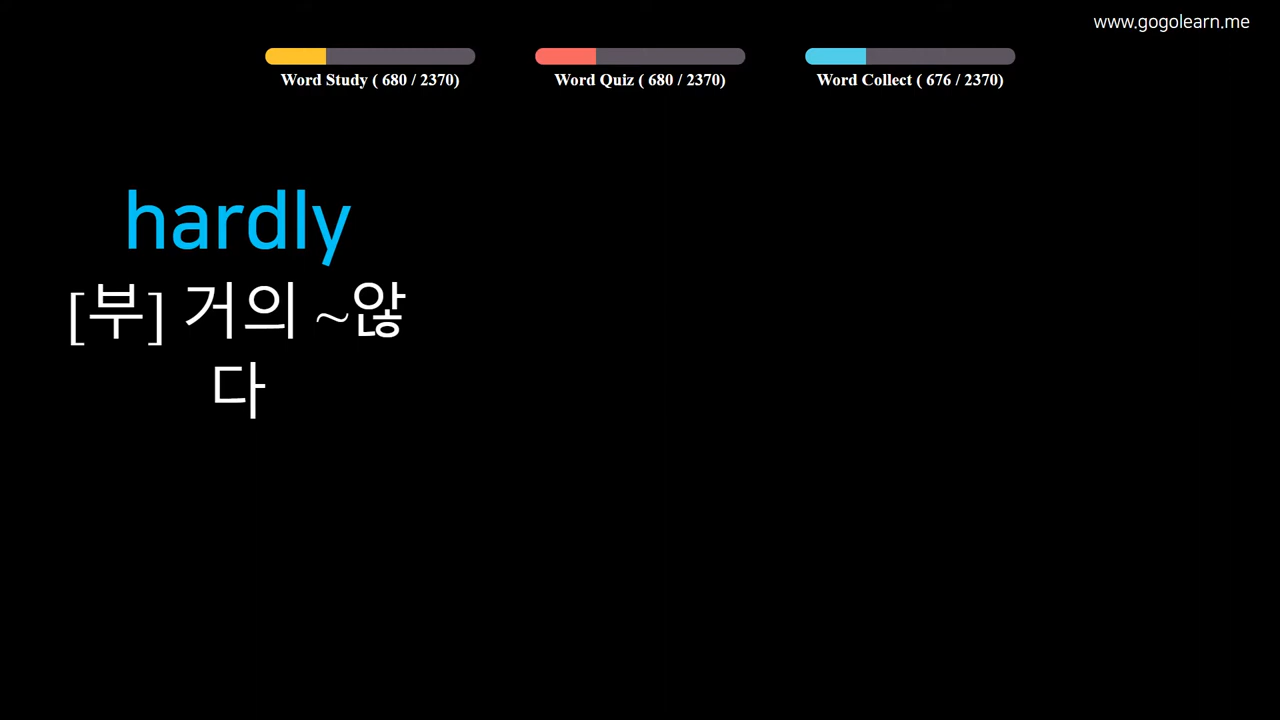 www.gogolearn.me
Word Study ( 680 / 2370)
Word Quiz ( 680 / 2370)
Word Collect ( 676 / 2370)
hardly
[부] 거의 ~않
다